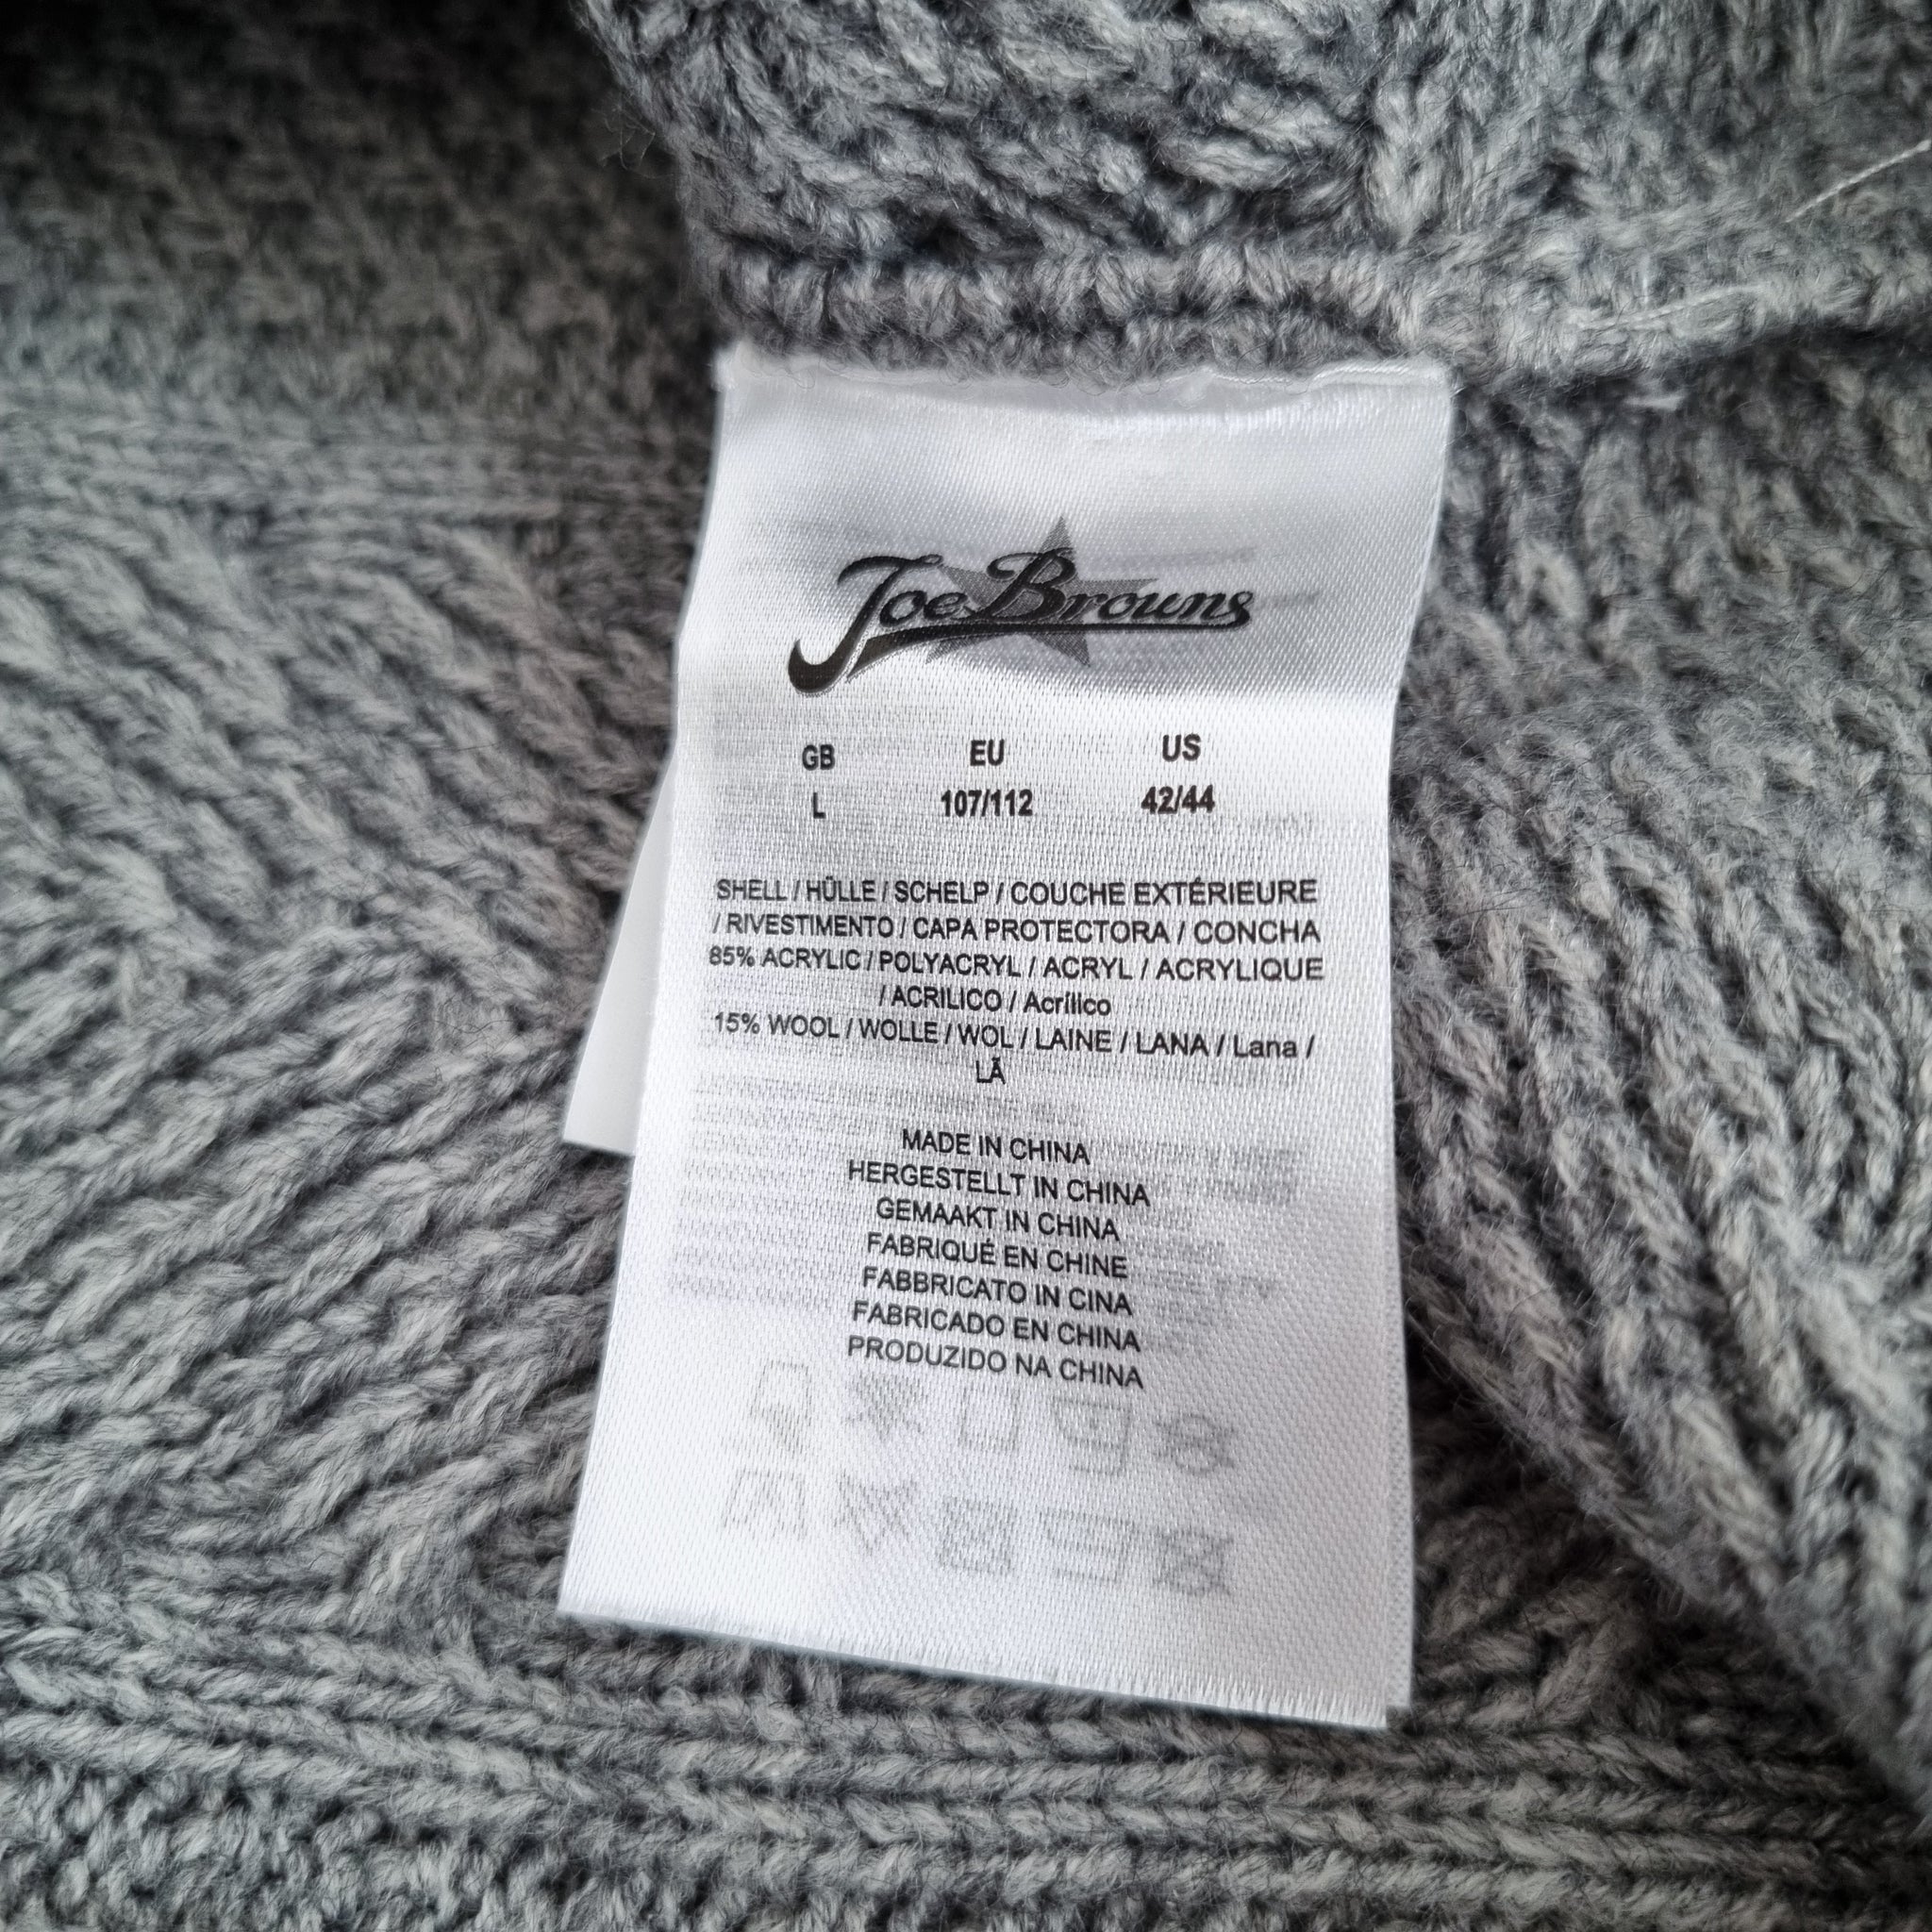 Joe Browns
GB EU US
L 107/112 42/44
SHELL / HÜLLE / SCHELP / COUCHE EXTÉRIEURE
/ RIVESTIMENTO / CAPA PROTECTORA / CONCHA
85% ACRYLIC / POLYACRYL / ACRYL / ACRYLIQUE
/ ACRILICO / Acrílico
15% WOOL / WOLLE / WOL / LAINE / LANA / Lana /
LÃ
MADE IN CHINA
HERGESTELLT IN CHINA
GEMAAKT IN CHINA
FABRIQUÉ EN CHINE
FABBRICATO IN CINA
FABRICADO EN CHINA
PRODUZIDO NA CHINA